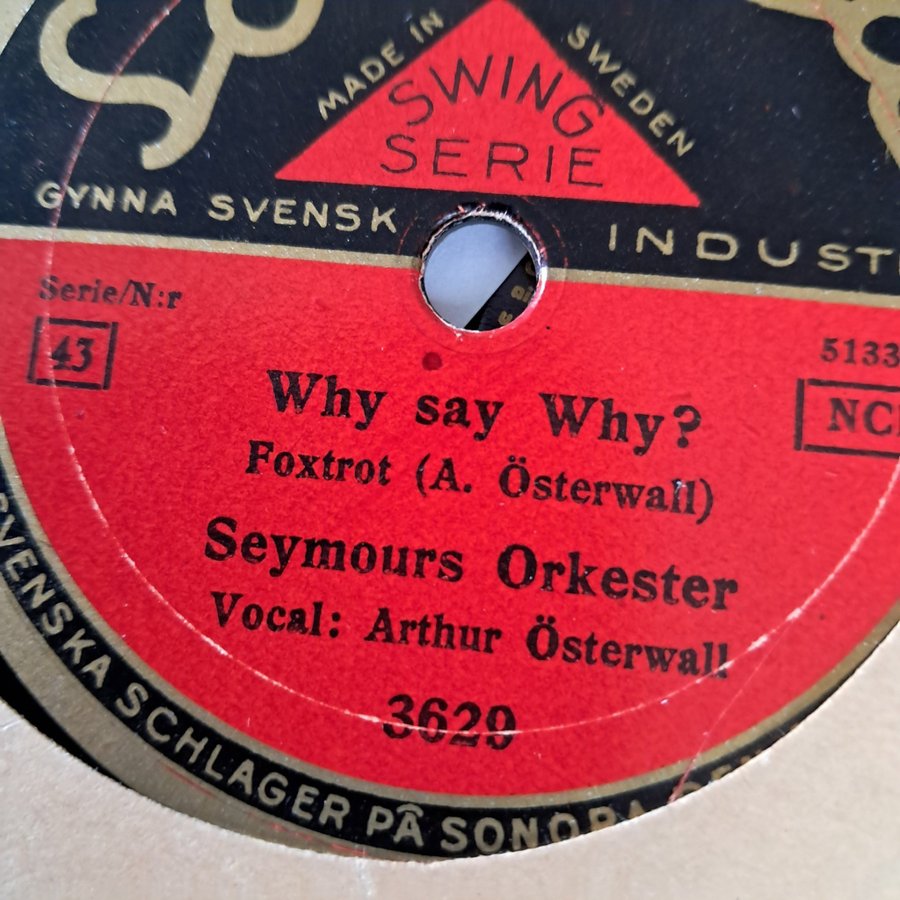 MADE IN SWEDEN
SWING
SERIE
GYNNA SVENSK INDUST
Serie/N:r
43
5133
NC
Why say Why?
Foxtrot (A. Österwall)
Seymours Orkester
Vocal: Arthur Österwall
3629
SVENSKA SCHLAGER PÅ SONORA